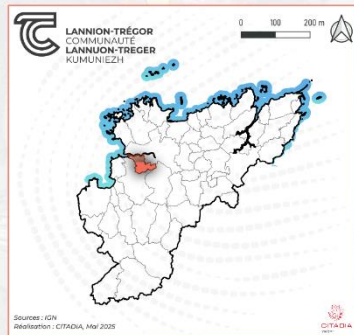 LANNION-TRÉGOR
COMMUNAUTÉ
LANNUON-TREGER
KUMUNIEZH
0 100 200 m
Sources : IGN
Réalisation : CITADIA, Mai 2025
CITADIA